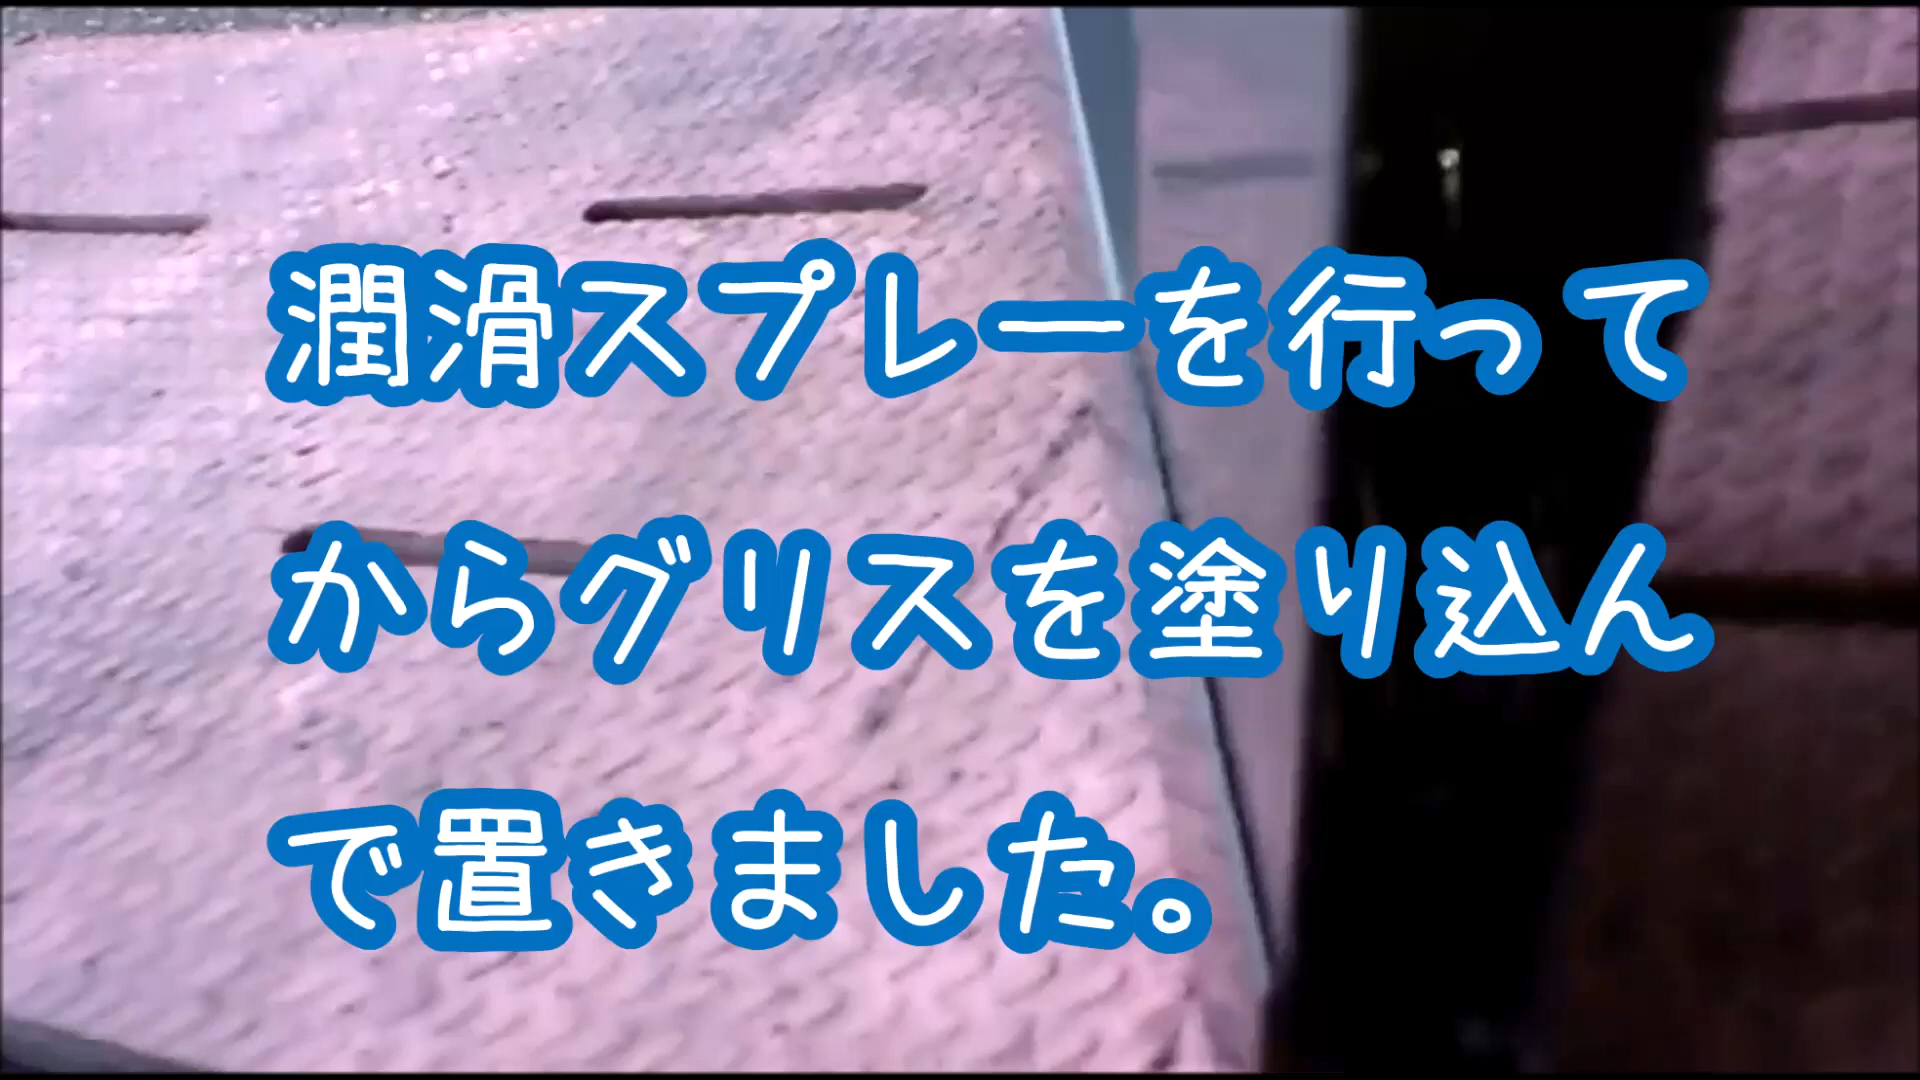 潤滑スプレーを行って
からグリスを塗り込ん
で置きました。